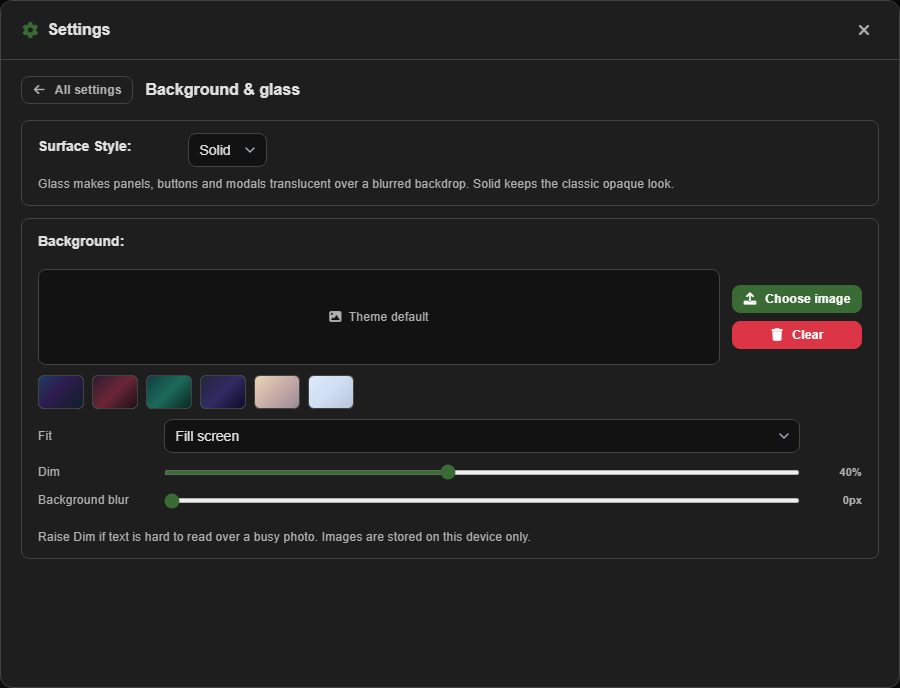 Settings
All settings
Background & glass
Surface Style:
Solid
Glass makes panels, buttons and modals translucent over a blurred backdrop. Solid keeps the classic opaque look.
Background:
Theme default
Choose image
Clear
Fit
Fill screen
Dim
40%
Background blur
0px
Raise Dim if text is hard to read over a busy photo. Images are stored on this device only.